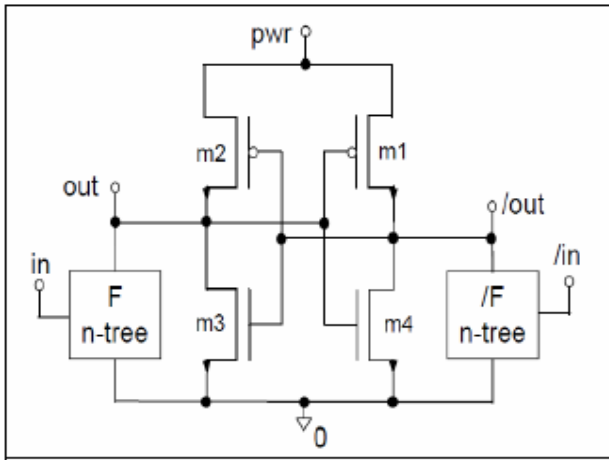 pwr
m2
m1
out
/out
in
/in
F
n-tree
m3
m4
/F
n-tree
0